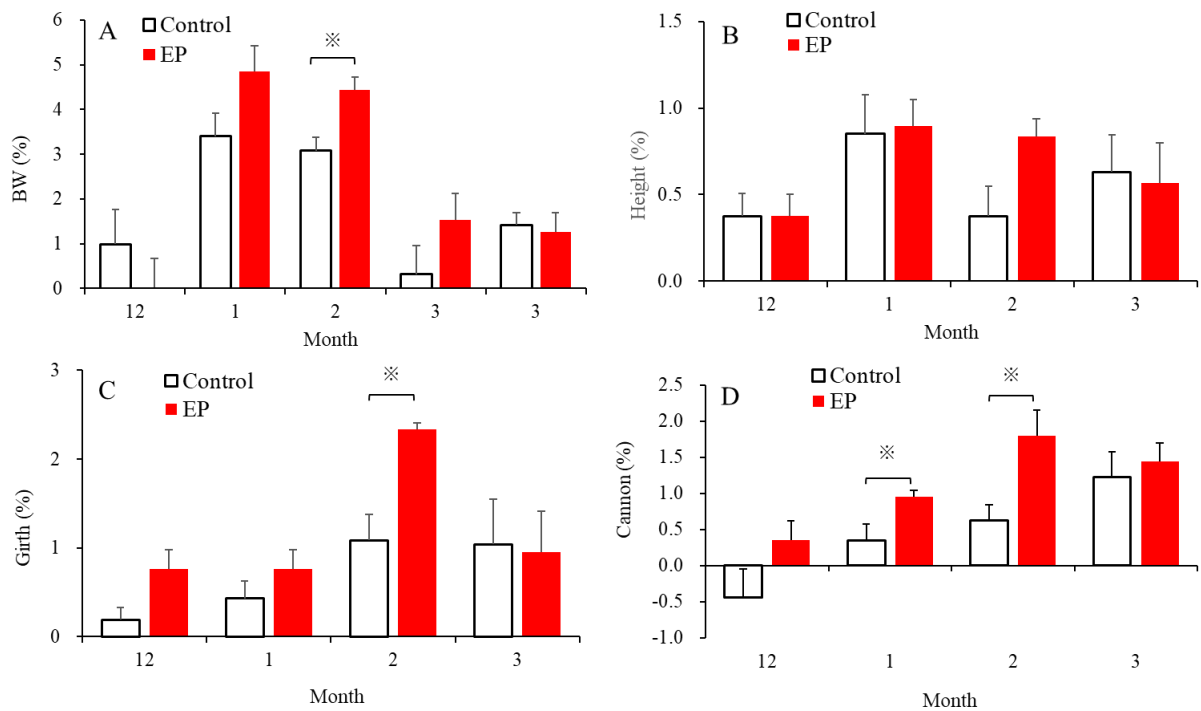 A
Control
EP
※
BW (%)
6
5
4
3
2
1
0
12
1
2
3
3
Month
B
Control
EP
Height (%)
1.5
1.0
0.5
0.0
12
1
2
3
Month
C
Control
EP
※
Girth (%)
3
2
1
0
12
1
2
3
Month
D
Control
EP
※
※
Cannon (%)
2.5
2.0
1.5
1.0
0.5
0.0
-0.5
-1.0
12
1
2
3
Month